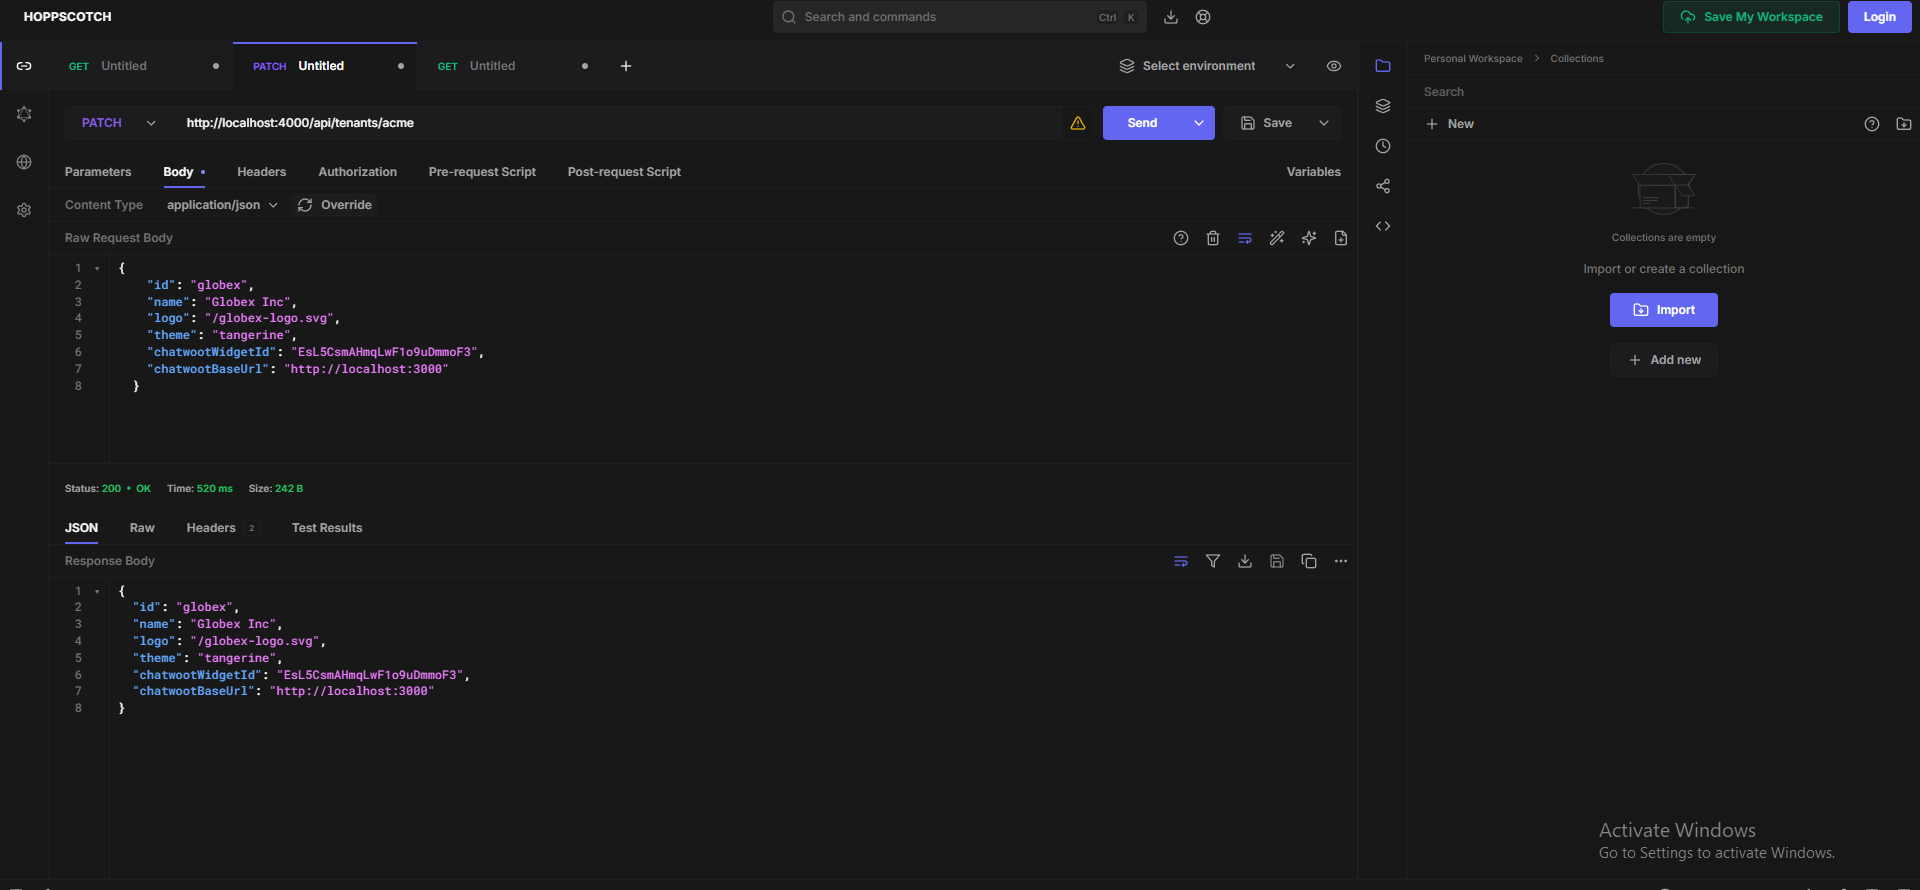 HOPPSCOTCH
Search and commands
Ctrl K
Save My Workspace
Login
GET Untitled
PATCH Untitled
GET Untitled
Select environment
PATCH
http://localhost:4000/api/tenants/acme
Send
Save
Parameters
Body
Headers
Authorization
Pre-request Script
Post-request Script
Variables
Content Type
application/json
Override
Raw Request Body
1 {
2 "id": "globex",
3 "name": "Globex Inc",
4 "logo": "/globex-logo.svg",
5 "theme": "tangerine",
6 "chatwootWidgetId": "EsL5CsmAHmqLwF1o9uDmmoF3",
7 "chatwootBaseUrl": "http://localhost:3000"
8 }
Status: 200 • OK Time: 520 ms Size: 242 B
JSON
Raw
Headers 2
Test Results
Response Body
1 {
2 "id": "globex",
3 "name": "Globex Inc",
4 "logo": "/globex-logo.svg",
5 "theme": "tangerine",
6 "chatwootWidgetId": "EsL5CsmAHmqLwF1o9uDmmoF3",
7 "chatwootBaseUrl": "http://localhost:3000"
8 }
Personal Workspace > Collections
Search
New
Collections are empty
Import or create a collection
Import
Add new
Activate Windows
Go to Settings to activate Windows.